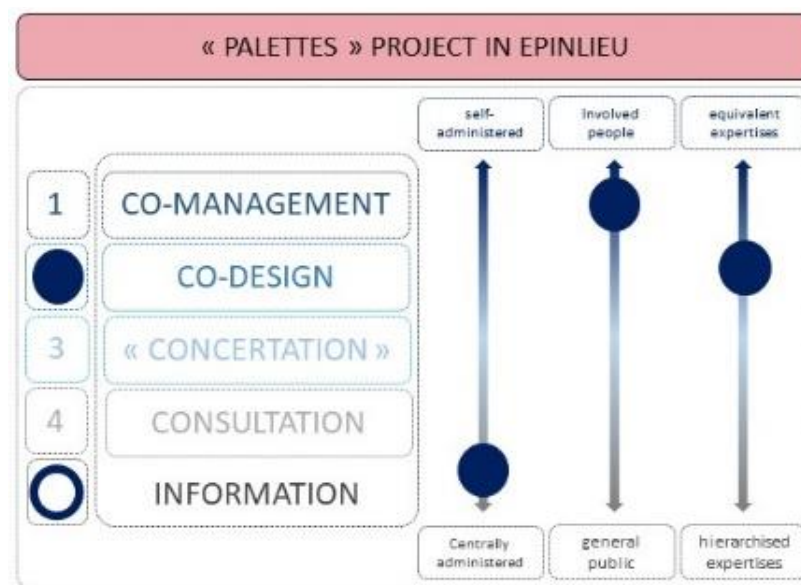 « PALETTES » PROJECT IN EPINLIEU
self-
administered
Involved
people
equivalent
expertises
1
CO-MANAGEMENT
CO-DESIGN
3
« CONCERTATION »
4
CONSULTATION
INFORMATION
Centrally
administered
general
public
hierarchised
expertises